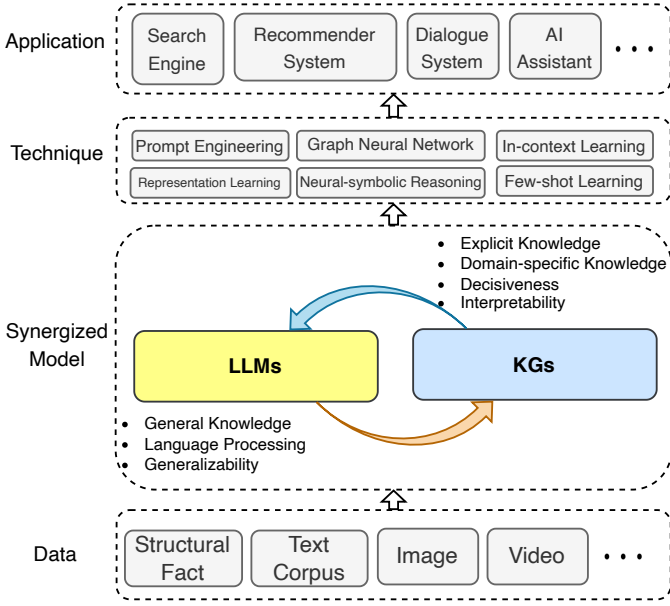 Application
Search
Engine
Recommender
System
Dialogue
System
AI
Assistant
• • •
Technique
Prompt Engineering
Graph Neural Network
In-context Learning
Representation Learning
Neural-symbolic Reasoning
Few-shot Learning
Synergized
Model
• Explicit Knowledge
• Domain-specific Knowledge
• Decisiveness
• Interpretability
LLMs
KGs
• General Knowledge
• Language Processing
• Generalizability
Data
Structural
Fact
Text
Corpus
Image
Video
• • •